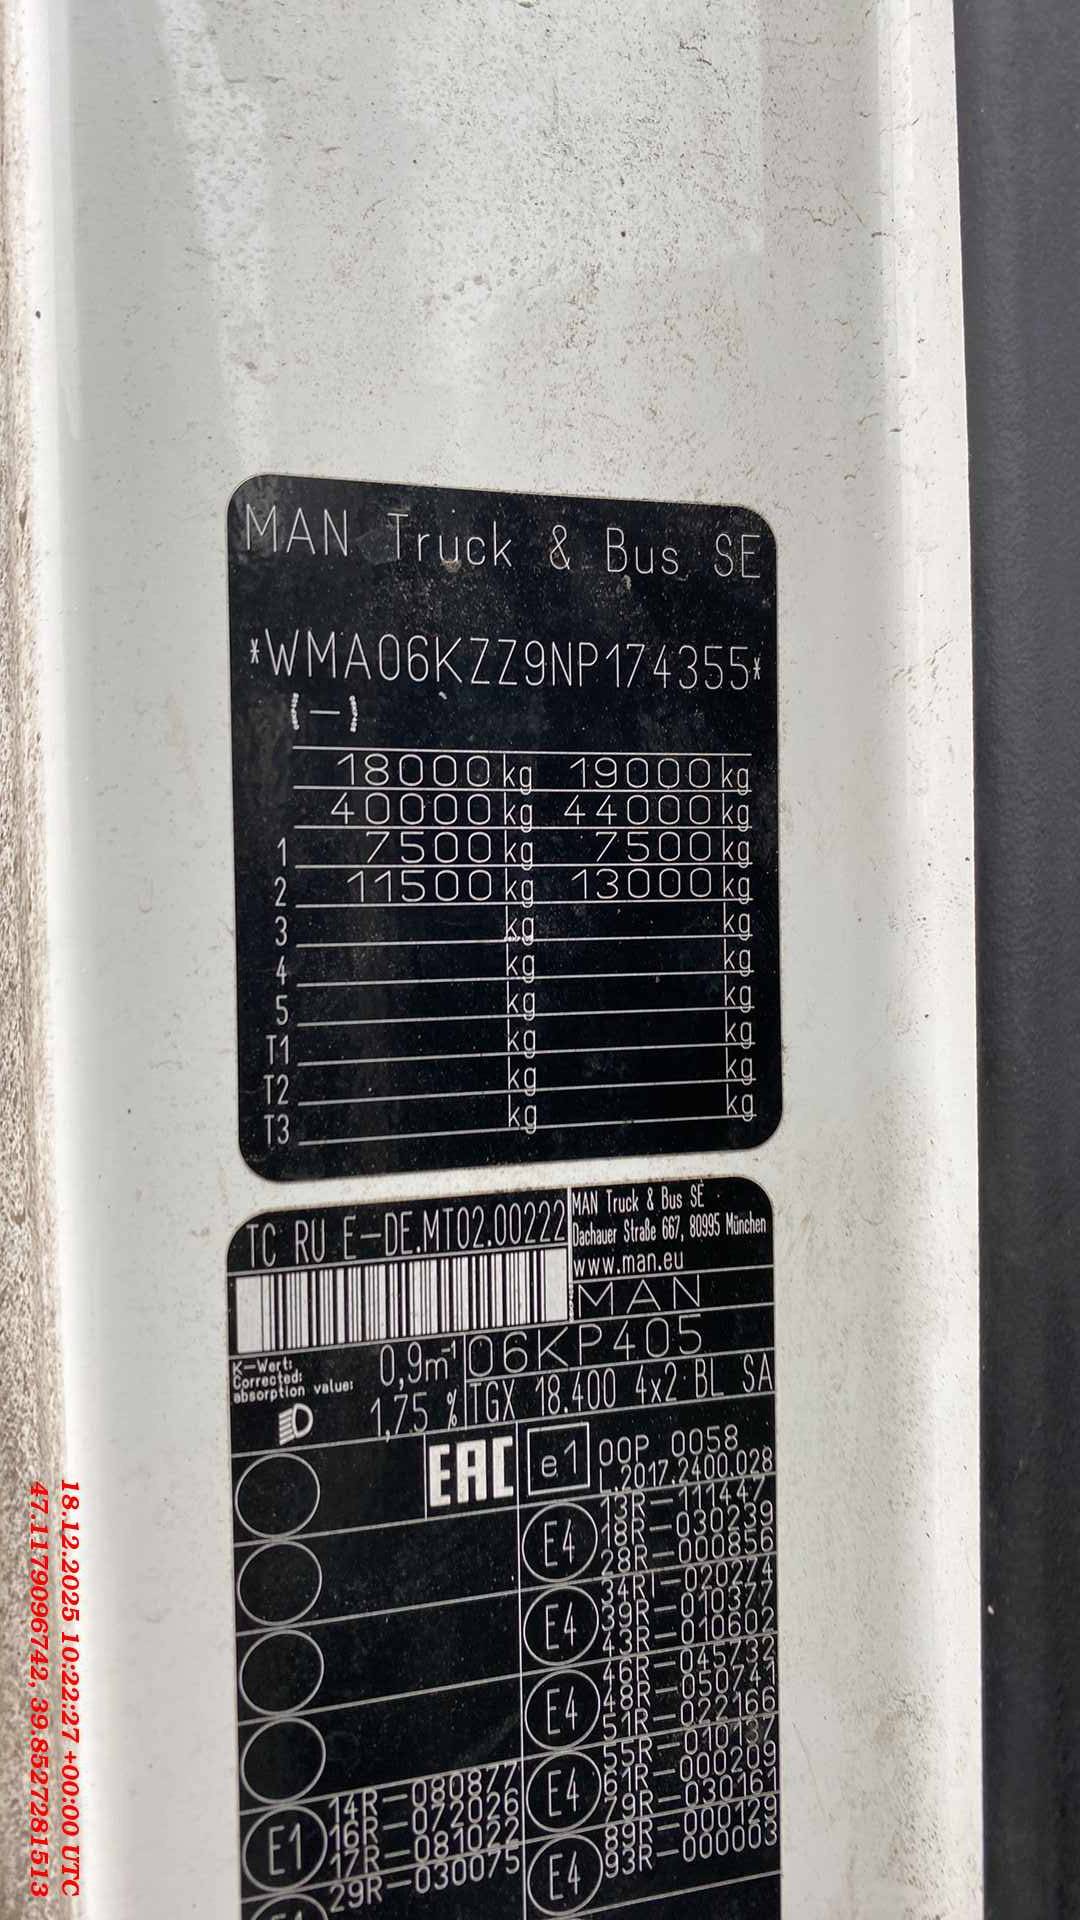 MAN Truck & Bus SE
*WMA06KZZ9NP174355*
(-)
18000kg 19000kg
40000kg 44000kg
1 7500kg 7500kg
2 11500kg 13000kg
3 kg kg
4 kg kg
5 kg kg
T1 kg kg
T2 kg kg
T3 kg kg
TC RU E-DE.MT02.00222
MAN Truck & Bus SE
Dachauer Straße 667, 80995 München
www.man.eu
MAN
K-Wert:
Corrected:
absorption value:
0,9m-1
06KP405
1,75 %
TGX 18.400 4x2 BL SA
EAC
e1
00P 0058
L.2017.2400.028
E4
13R-111447
18R-030239
28R-000856
E4
34RI-020274
39R-010377
43R-010602
E4
46R-045732
48R-050741
51R-022166
E4
55R-010137
61R-000209
79R-030161
E4
89R-000129
93R-000003
E1
14R-080877
16R-072026
17R-081022
29R-030075
18.12.2025 10:22:27 +00:00 UTC
47.1179096742, 39.8527281513